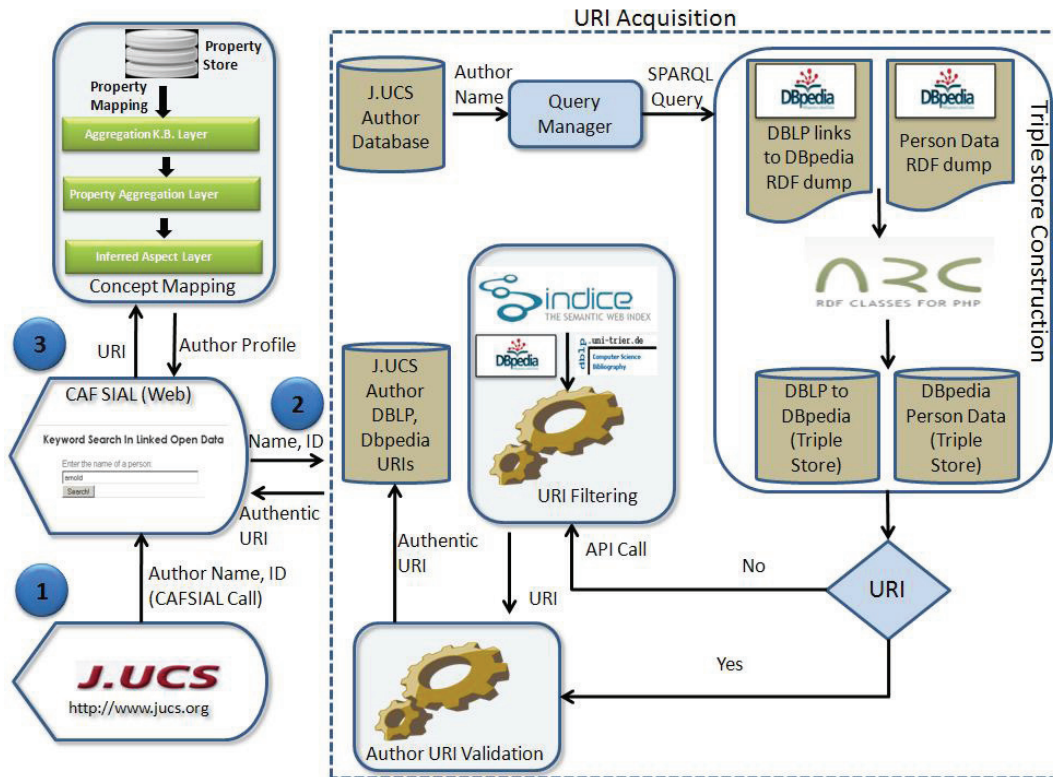 URI Acquisition
Property
Store
Property
Mapping
Aggregation K.B. Layer
Property Aggregation Layer
Inferred Aspect Layer
Concept Mapping
3
URI
Author Profile
CAF SIAL (Web)
Keyword Search In Linked Open Data
Enter the name of a person:
arnold
Search!
2
Name, ID
Authentic
URI
1
Author Name, ID
(CAFSIAL Call)
J.UCS
http://www.jucs.org
J.UCS
Author
Database
Author
Name
Query
Manager
SPARQL
Query
DBpedia
DBLP links
to DBpedia
RDF dump
DBpedia
Person Data
RDF dump
Triplestore Construction
ARC
RDF CLASSES FOR PHP
DBLP to
DBpedia
(Triple
Store)
DBpedia
Person Data
(Triple
Store)
indice
THE SEMANTIC WEB INDEX
DBpedia
dblp
.uni-trier.de
Computer Science
Bibliography
URI Filtering
J.UCS
Author
DBLP,
Dbpedia
URIs
Authentic
URI
API Call
URI
No
URI
Yes
Author URI Validation